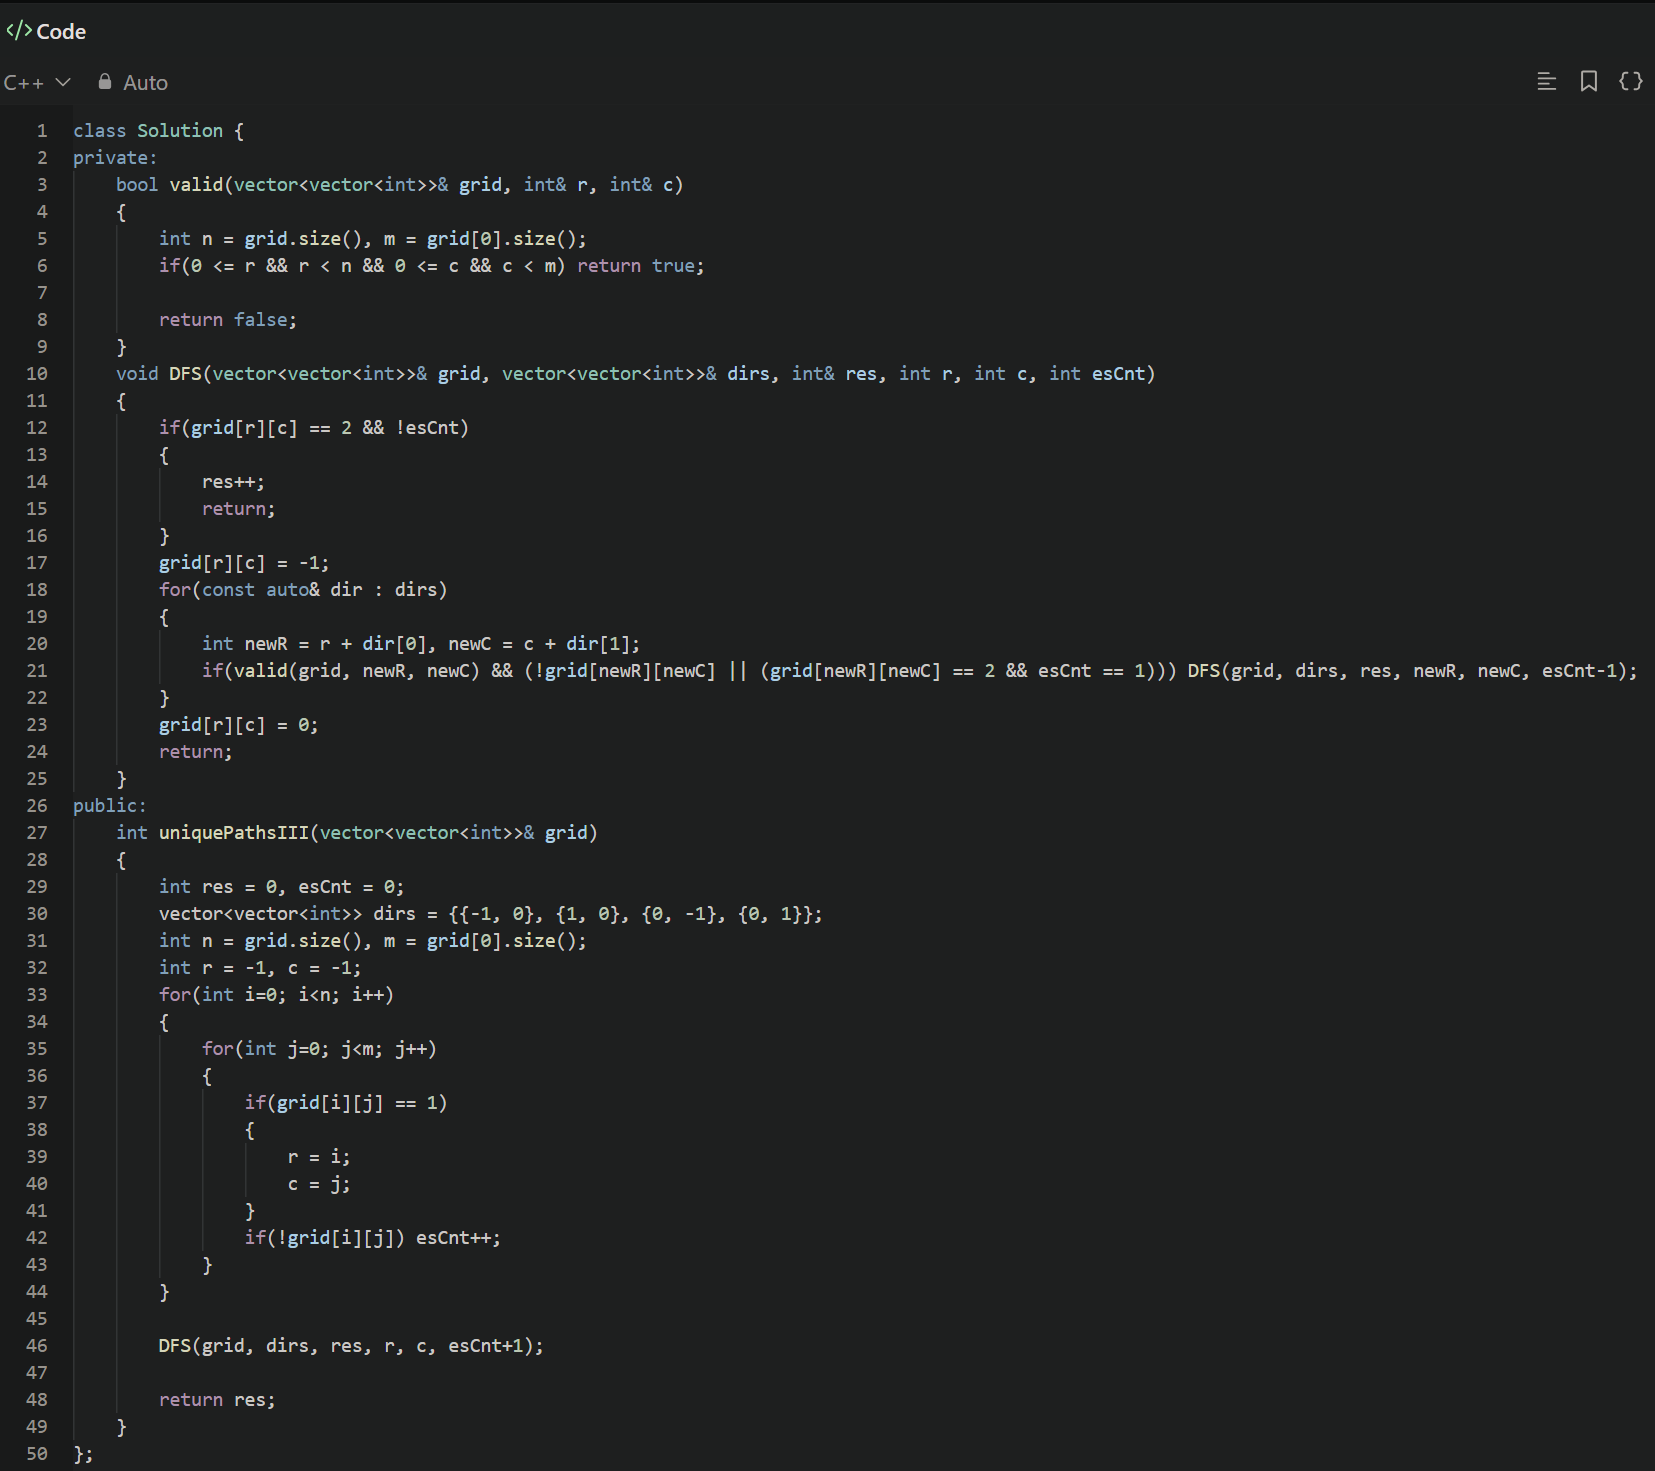 </> Code
C++ Auto
1 class Solution {
2 private:
3     bool valid(vector<vector<int>>& grid, int& r, int& c)
4     {
5         int n = grid.size(), m = grid[0].size();
6         if(0 <= r && r < n && 0 <= c && c < m) return true;
7
8         return false;
9     }
10     void DFS(vector<vector<int>>& grid, vector<vector<int>>& dirs, int& res, int r, int c, int esCnt)
11     {
12         if(grid[r][c] == 2 && !esCnt)
13         {
14             res++;
15             return;
16         }
17         grid[r][c] = -1;
18         for(const auto& dir : dirs)
19         {
20             int newR = r + dir[0], newC = c + dir[1];
21             if(valid(grid, newR, newC) && (!grid[newR][newC] || (grid[newR][newC] == 2 && esCnt == 1))) DFS(grid, dirs, res, newR, newC, esCnt-1);
22         }
23         grid[r][c] = 0;
24         return;
25     }
26 public:
27     int uniquePathsIII(vector<vector<int>>& grid)
28     {
29         int res = 0, esCnt = 0;
30         vector<vector<int>> dirs = {{-1, 0}, {1, 0}, {0, -1}, {0, 1}};
31         int n = grid.size(), m = grid[0].size();
32         int r = -1, c = -1;
33         for(int i=0; i<n; i++)
34         {
35             for(int j=0; j<m; j++)
36             {
37                 if(grid[i][j] == 1)
38                 {
39                     r = i;
40                     c = j;
41                 }
42                 if(!grid[i][j]) esCnt++;
43             }
44         }
45
46         DFS(grid, dirs, res, r, c, esCnt+1);
47
48         return res;
49     }
50 };